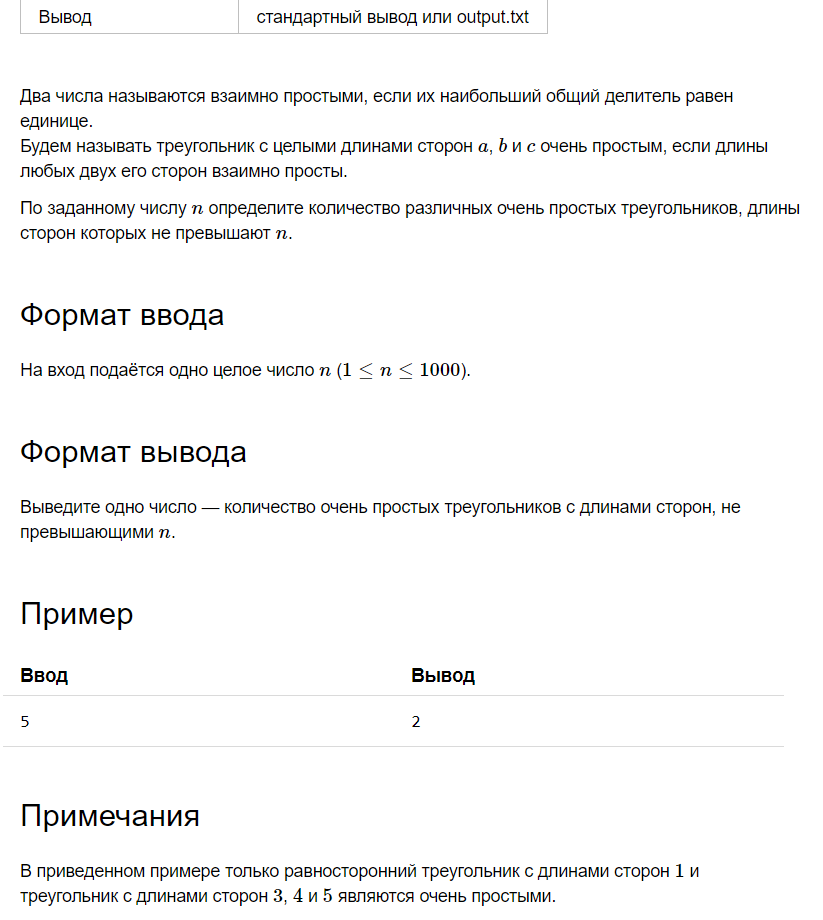 Вывод стандартный вывод или output.txt
Два числа называются взаимно простыми, если их наибольший общий делитель равен
единице.
Будем называть треугольник с целыми длинами сторон a, b и c очень простым, если длины
любых двух его сторон взаимно просты.
По заданному числу n определите количество различных очень простых треугольников, длины
сторон которых не превышают n.
Формат ввода
На вход подаётся одно целое число n (1 ≤ n ≤ 1000).
Формат вывода
Выведите одно число — количество очень простых треугольников с длинами сторон, не
превышающими n.
Пример
Ввод Вывод
5 2
Примечания
В приведенном примере только равносторонний треугольник с длинами сторон 1 и
треугольник с длинами сторон 3, 4 и 5 являются очень простыми.